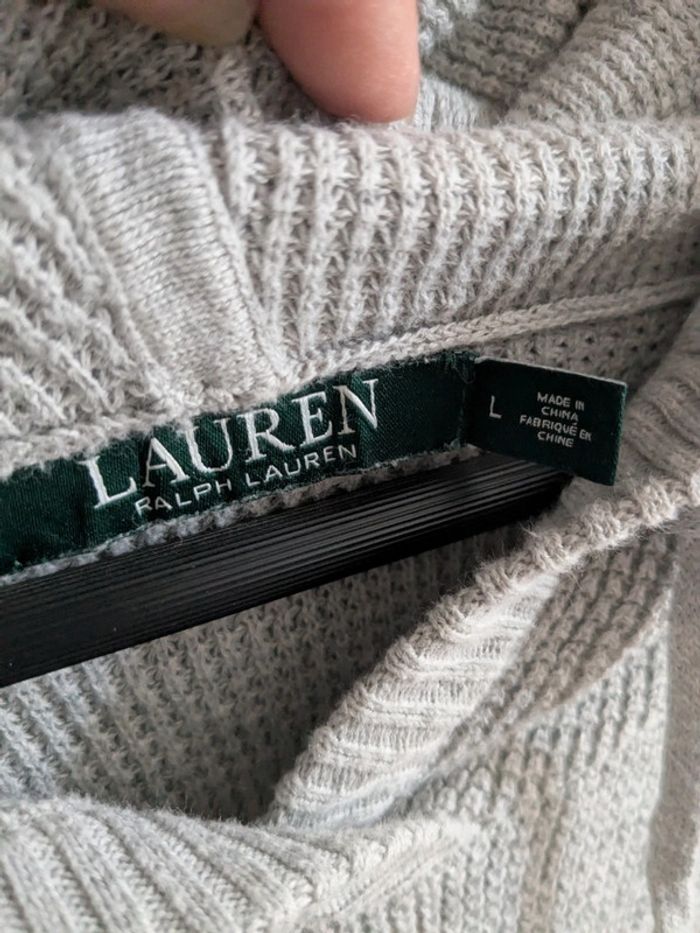 LAUREN
RALPH LAUREN
L
MADE IN
CHINA
FABRIQUÉ EN
CHINE